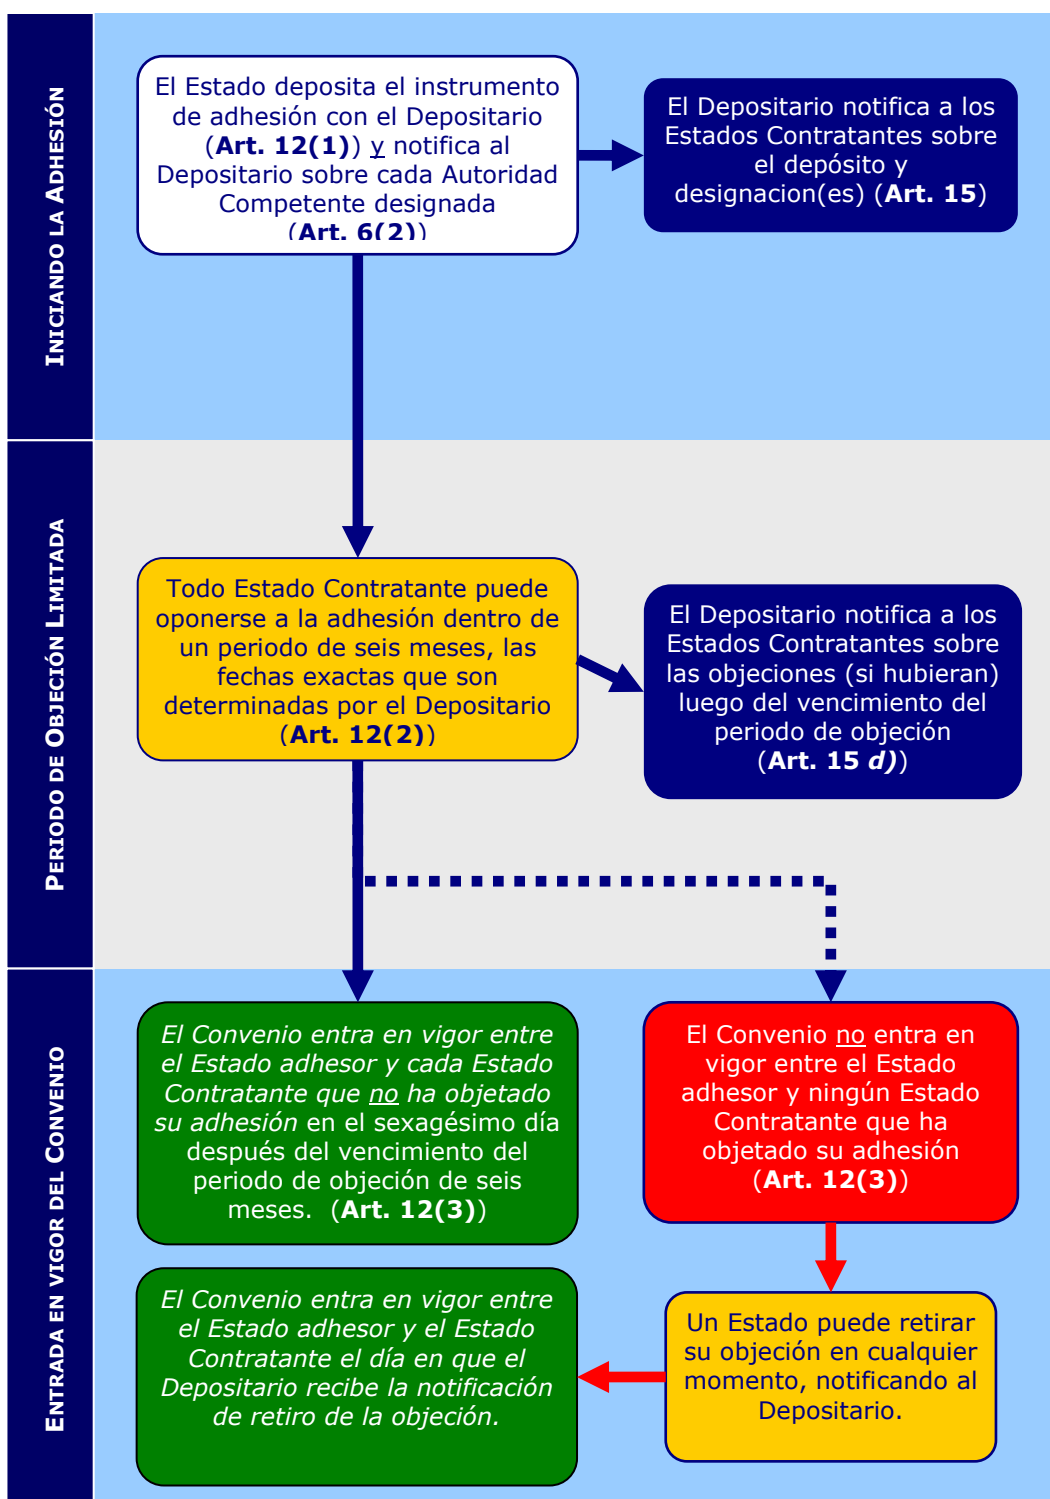 INICIANDO LA ADHESIÓN
El Estado deposita el instrumento
de adhesión con el Depositario
(Art. 12(1)) y notifica al
Depositario sobre cada Autoridad
Competente designada
(Art. 6(2))
El Depositario notifica a los
Estados Contratantes sobre
el depósito y
designacion(es) (Art. 15)
PERIODO DE OBJECIÓN LIMITADA
Todo Estado Contratante puede
oponerse a la adhesión dentro de
un periodo de seis meses, las
fechas exactas que son
determinadas por el Depositario
(Art. 12(2))
El Depositario notifica a los
Estados Contratantes sobre
las objeciones (si hubieran)
luego del vencimiento del
periodo de objeción
(Art. 15 d))
ENTRADA EN VIGOR DEL CONVENIO
El Convenio entra en vigor entre
el Estado adhesor y cada Estado
Contratante que no ha objetado
su adhesión en el sexagésimo día
después del vencimiento del
periodo de objeción de seis
meses. (Art. 12(3))
El Convenio no entra en
vigor entre el Estado
adhesor y ningún Estado
Contratante que ha
objetado su adhesión
(Art. 12(3))
El Convenio entra en vigor entre
el Estado adhesor y el Estado
Contratante el día en que el
Depositario recibe la notificación
de retiro de la objeción.
Un Estado puede retirar
su objeción en cualquier
momento, notificando al
Depositario.